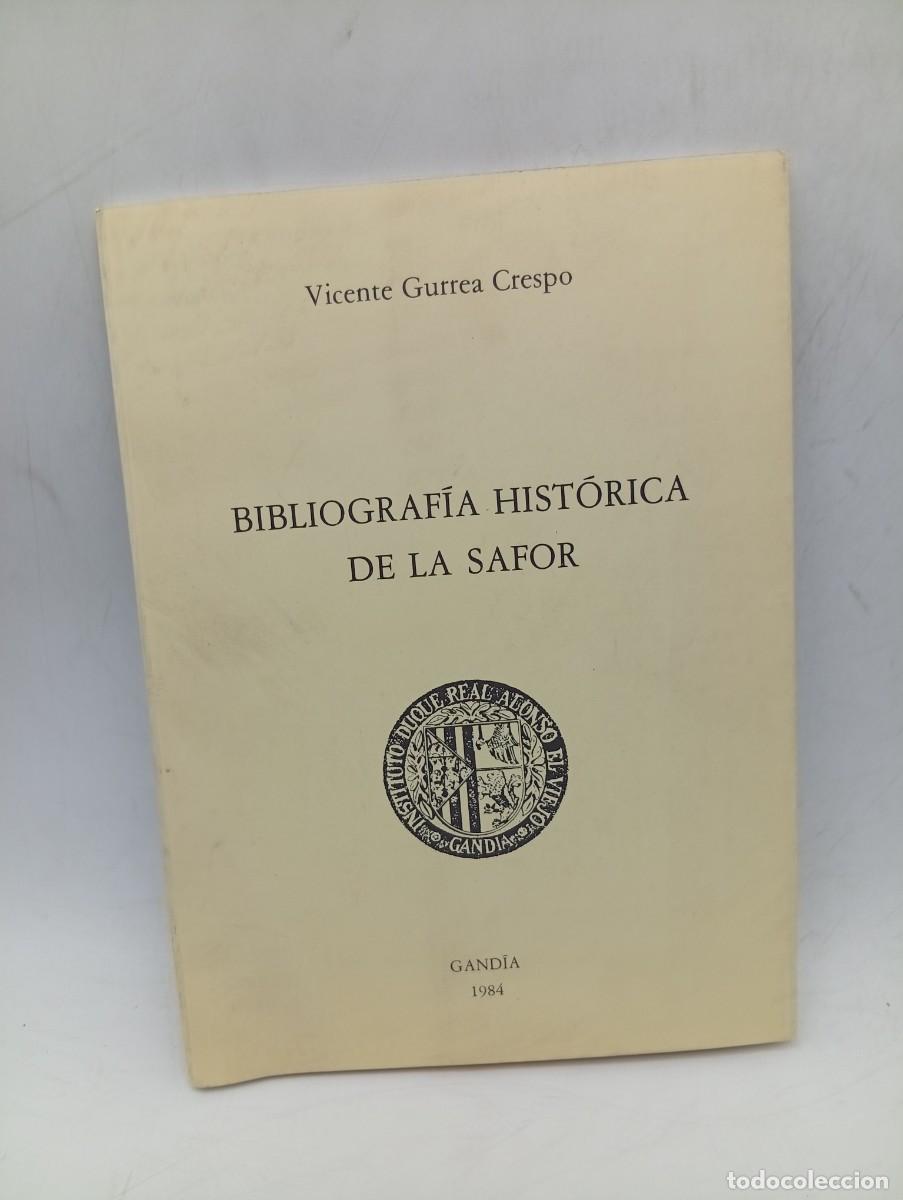 Vicente Gurrea Crespo
BIBLIOGRAFÍA HISTÓRICA
DE LA SAFOR
INSTITUTO DUQUE REAL ALONSO EL VIEJO
GANDIA
GANDÍA
1984
todocoleccion